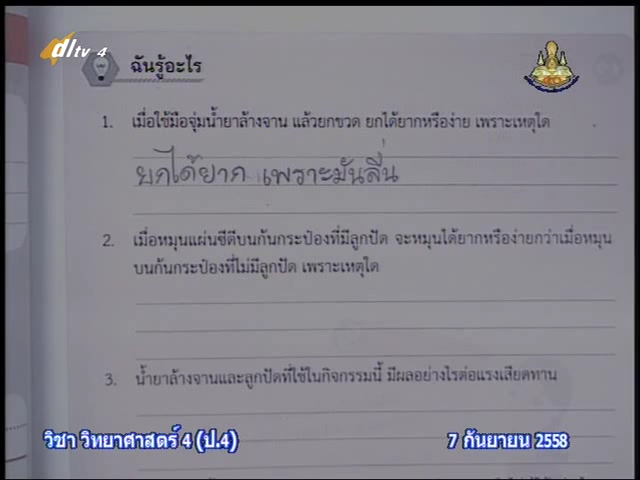 dltv 4
ฉันรู้อะไร
1. เมื่อใช้มือจุ่มน้ำยาล้างจาน แล้วยกขวด ยกได้ยากหรือง่าย เพราะเหตุใด
ยกได้ยาก เพราะมันลื่น
2. เมื่อหมุนแผ่นซีดีบนก้นกระป๋องที่มีลูกปัด จะหมุนได้ยากหรือง่ายกว่าเมื่อหมุน
บนก้นกระป๋องที่ไม่มีลูกปัด เพราะเหตุใด
3. น้ำยาล้างจานและลูกปัดที่ใช้ในกิจกรรมนี้ มีผลอย่างไรต่อแรงเสียดทาน
วิชา วิทยาศาสตร์ 4 (ป.4) 7 กันยายน 2558